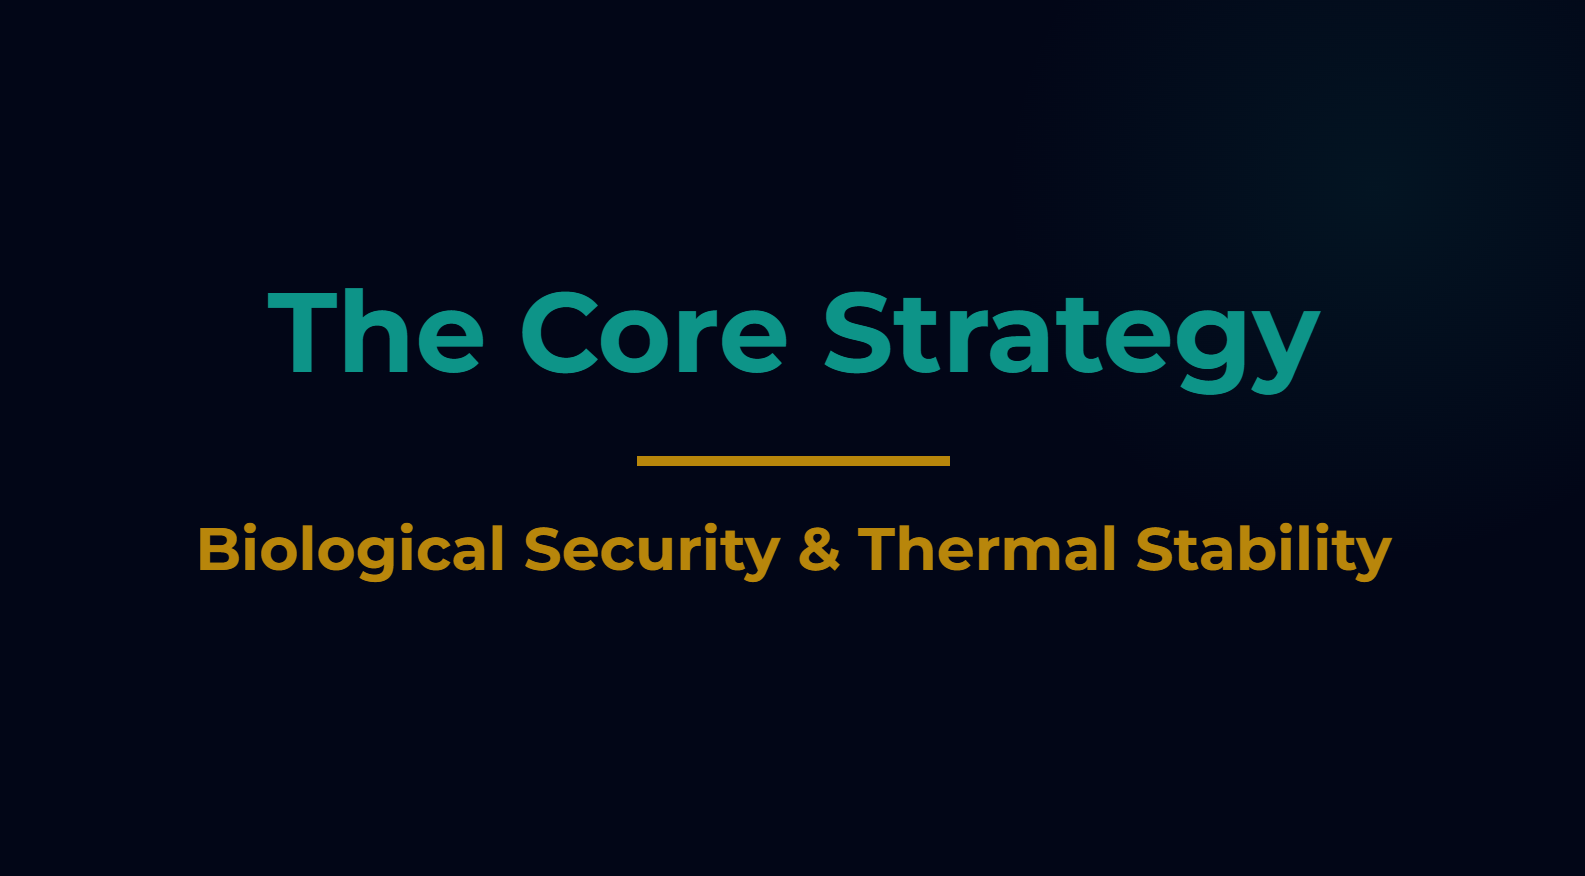 The Core Strategy
Biological Security & Thermal Stability